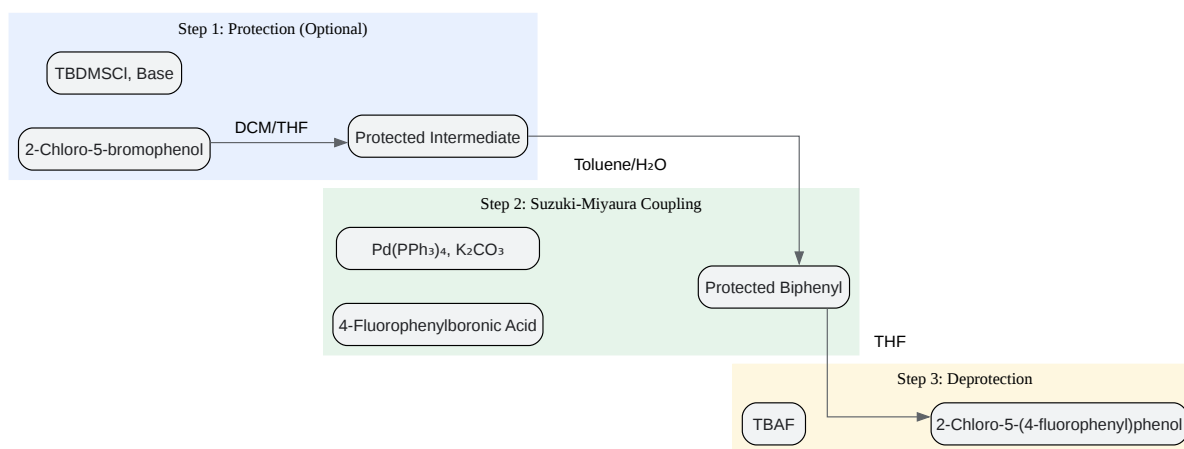 Step 1: Protection (Optional)
TBDMSCl, Base
DCM/THF
2-Chloro-5-bromophenol
Protected Intermediate
Toluene/H₂O
Step 2: Suzuki-Miyaura Coupling
Pd(PPh₃)₄, K₂CO₃
Protected Biphenyl
4-Fluorophenylboronic Acid
THF
Step 3: Deprotection
TBAF
2-Chloro-5-(4-fluorophenyl)phenol